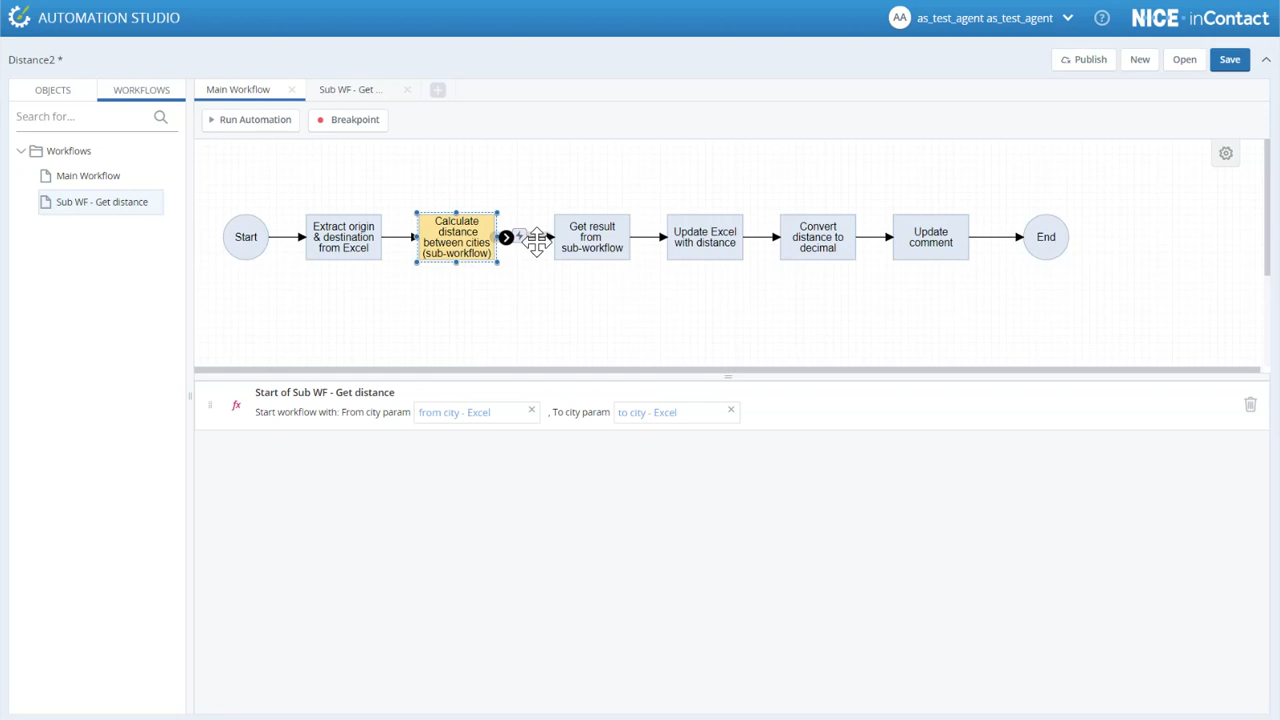 AUTOMATION STUDIO
AA as_test_agent as_test_agent ? NICE inContact
Distance2 *
Publish New Open Save
OBJECTS WORKFLOWS
Main Workflow Sub WF - Get ...
Search for...
Run Automation Breakpoint
Workflows
Main Workflow
Sub WF - Get distance
Start
Extract origin
& destination
from Excel
Calculate
distance
between cities
(sub-workflow)
Get result
from
sub-workflow
Update Excel
with distance
Convert
distance to
decimal
Update
comment
End
Start of Sub WF - Get distance
fx
Start workflow with: From city param from city - Excel , To city param to city - Excel